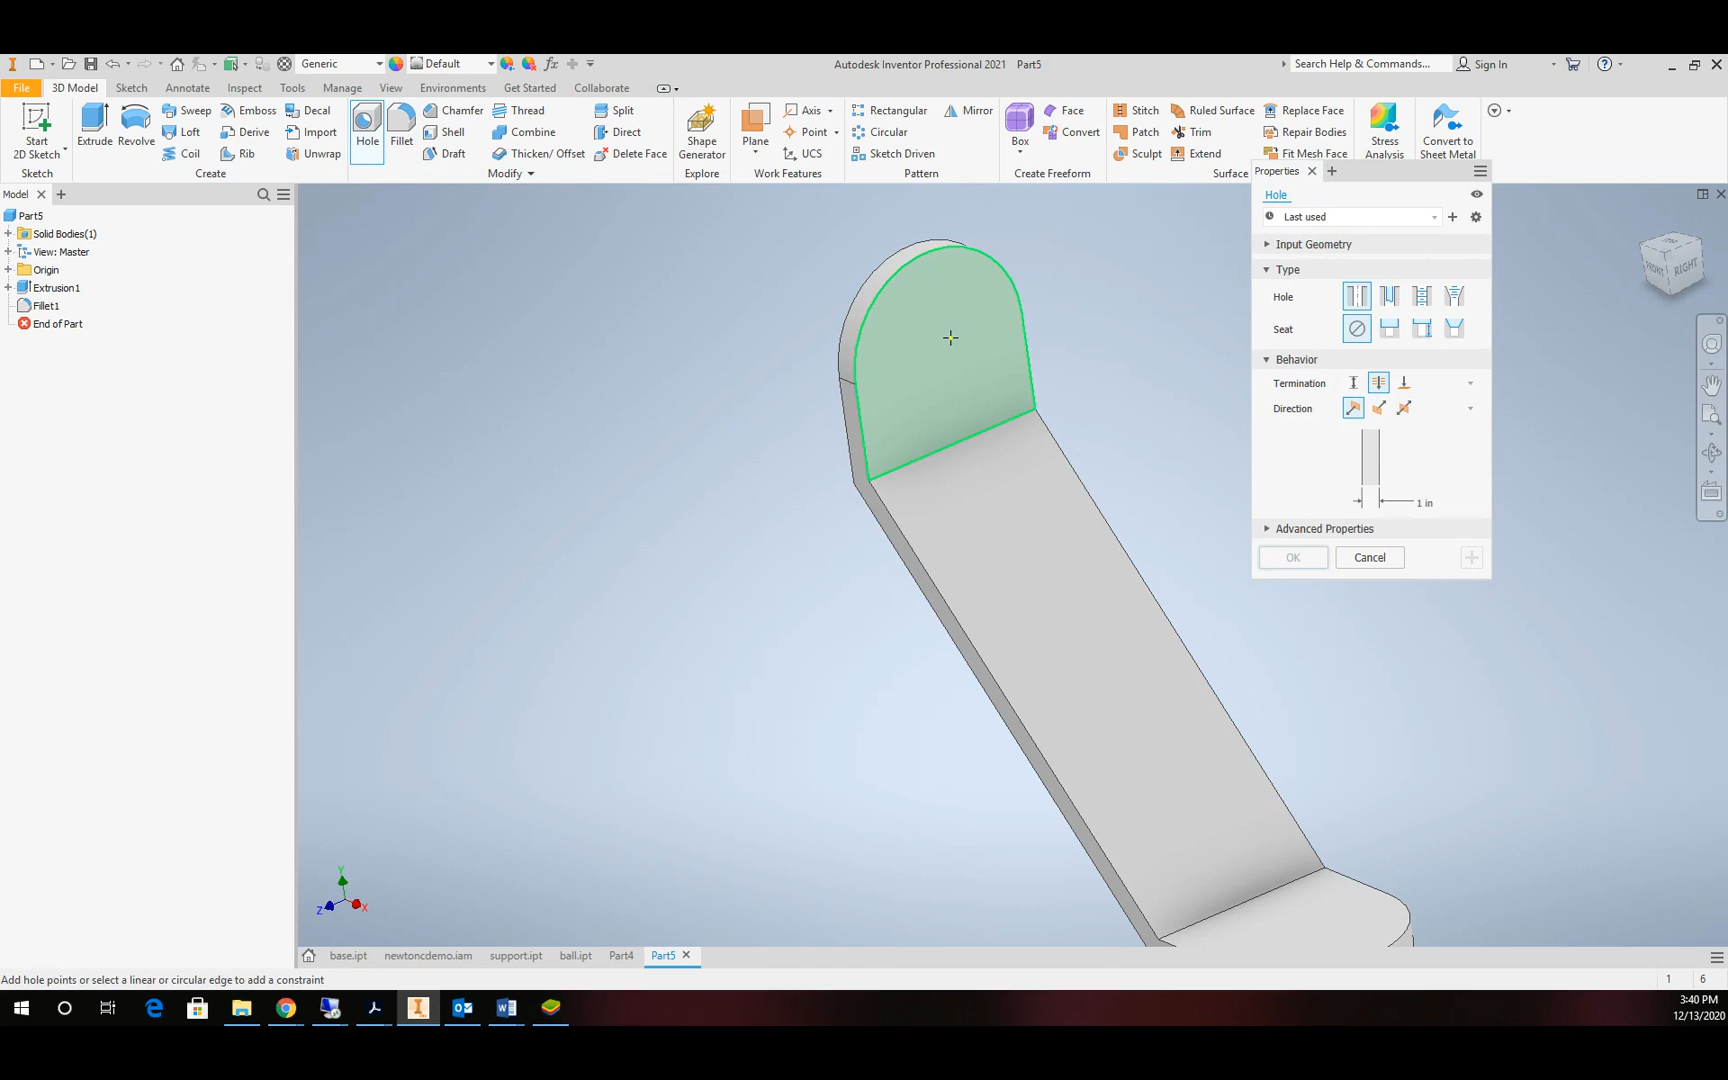 Generic
Default
Autodesk Inventor Professional 2021 Part5
Search Help & Commands...
Sign In
File
3D Model
Sketch
Annotate
Inspect
Tools
Manage
View
Environments
Get Started
Collaborate
Start
2D Sketch
Extrude
Revolve
Sweep
Loft
Coil
Emboss
Derive
Rib
Decal
Import
Unwrap
Hole
Fillet
Chamfer
Shell
Draft
Thread
Combine
Thicken/ Offset
Split
Direct
Delete Face
Shape
Generator
Plane
Axis
Point
UCS
Rectangular
Circular
Sketch Driven
Mirror
Box
Face
Convert
Stitch
Patch
Sculpt
Ruled Surface
Trim
Extend
Replace Face
Repair Bodies
Fit Mesh Face
Stress
Analysis
Convert to
Sheet Metal
Sketch
Create
Modify
Explore
Work Features
Pattern
Create Freeform
Surface
Model
Part5
Solid Bodies(1)
View: Master
Origin
Extrusion1
Fillet1
End of Part
Properties
Hole
Last used
Input Geometry
Type
Hole
Seat
Behavior
Termination
Direction
1 in
Advanced Properties
OK
Cancel
FRONT
RIGHT
Y
Z
X
base.ipt
newtoncdemo.iam
support.ipt
ball.ipt
Part4
Part5
Add hole points or select a linear or circular edge to add a constraint
1
6
3:40 PM
12/13/2020